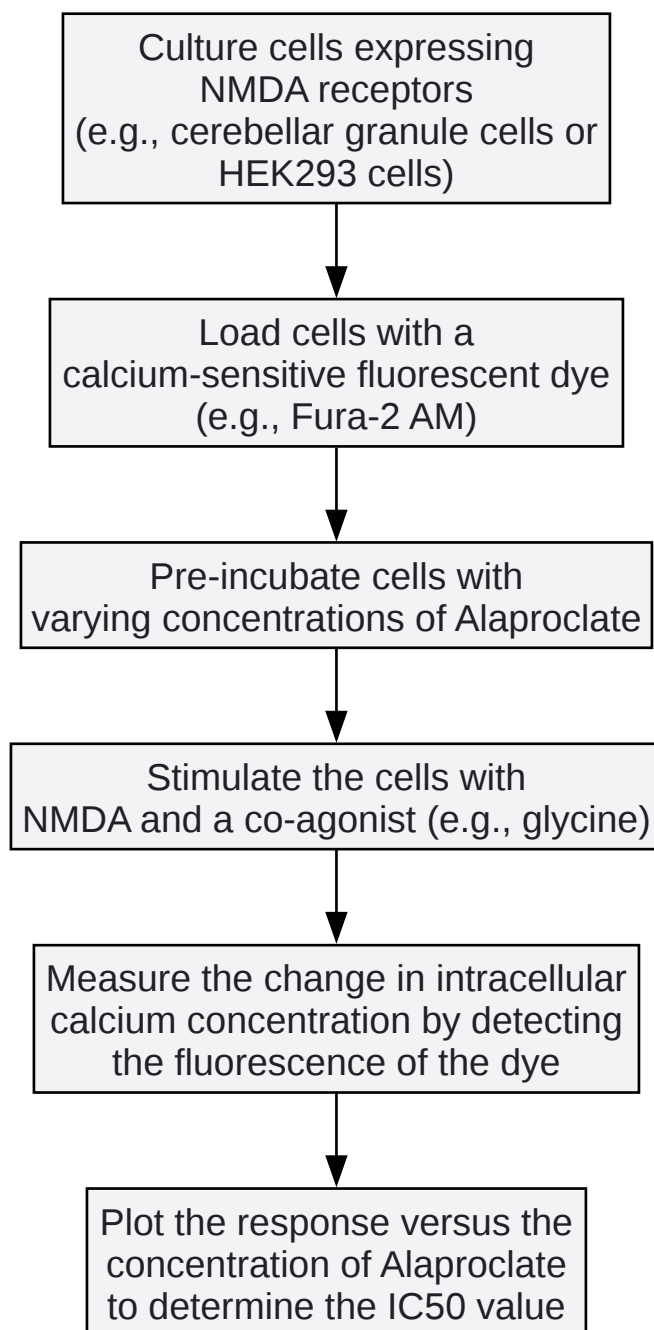 Culture cells expressing
NMDA receptors
(e.g., cerebellar granule cells or
HEK293 cells)
Load cells with a
calcium-sensitive fluorescent dye
(e.g., Fura-2 AM)
Pre-incubate cells with
varying concentrations of Alaproclate
Stimulate the cells with
NMDA and a co-agonist (e.g., glycine)
Measure the change in intracellular
calcium concentration by detecting
the fluorescence of the dye
Plot the response versus the
concentration of Alaproclate
to determine the IC50 value